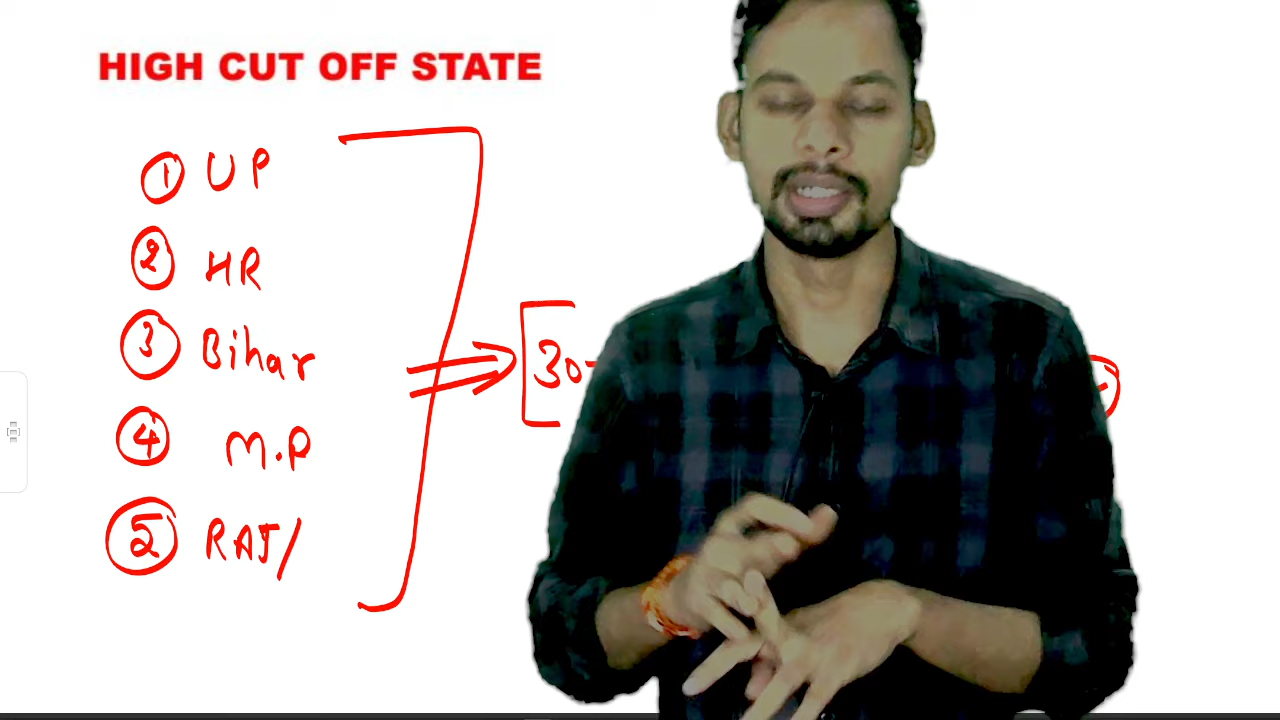 HIGH CUT OFF STATE
① UP
② HR
③ Bihar
④ M.P
⑤ RAJ/
⇒ [30-